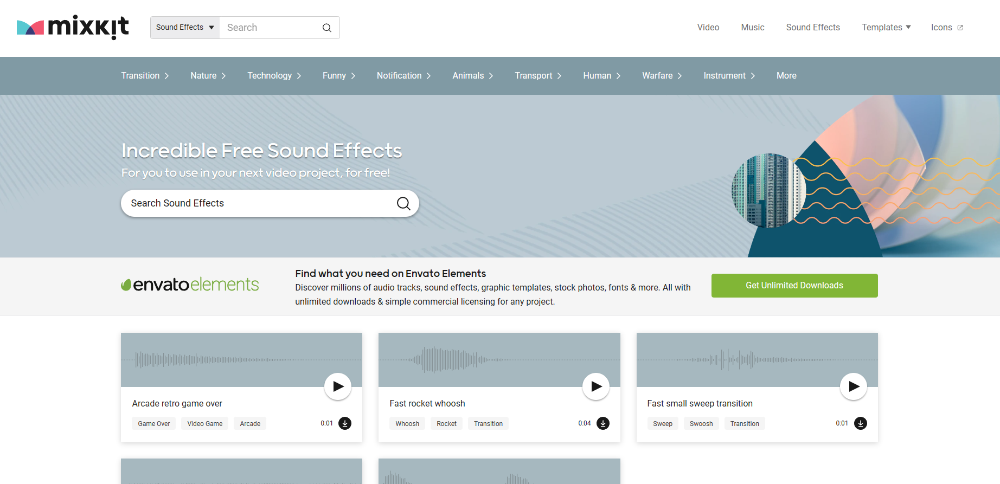 mixkit
Sound Effects
Search
Video
Music
Sound Effects
Templates
Icons
Transition
Nature
Technology
Funny
Notification
Animals
Transport
Human
Warfare
Instrument
More
Incredible Free Sound Effects
For you to use in your next video project, for free!
Search Sound Effects
envato elements
Find what you need on Envato Elements
Discover millions of audio tracks, sound effects, graphic templates, stock photos, fonts & more. All with
unlimited downloads & simple commercial licensing for any project.
Get Unlimited Downloads
Arcade retro game over
Game Over
Video Game
Arcade
0:01
Fast rocket whoosh
Whoosh
Rocket
Transition
0:04
Fast small sweep transition
Sweep
Swoosh
Transition
0:01